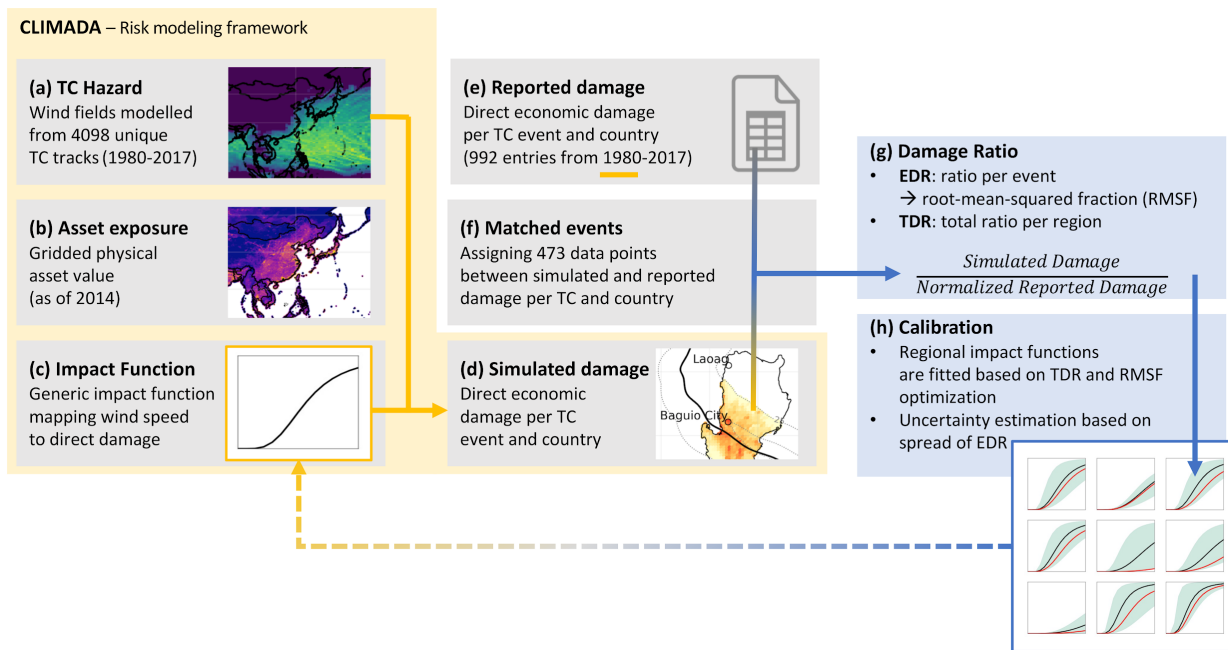 CLIMADA – Risk modeling framework
(a) TC Hazard
Wind fields modelled
from 4098 unique
TC tracks (1980-2017)
(b) Asset exposure
Gridded physical
asset value
(as of 2014)
(c) Impact Function
Generic impact function
mapping wind speed
to direct damage
(d) Simulated damage
Direct economic
damage per TC
event and country
Laoag
Baguio City
(e) Reported damage
Direct economic damage
per TC event and country
(992 entries from 1980-2017)
(f) Matched events
Assigning 473 data points
between simulated and reported
damage per TC and country
(g) Damage Ratio
• EDR: ratio per event
→ root-mean-squared fraction (RMSF)
• TDR: total ratio per region
Simulated Damage
Normalized Reported Damage
(h) Calibration
• Regional impact functions
are fitted based on TDR and RMSF
optimization
• Uncertainty estimation based on
spread of EDR